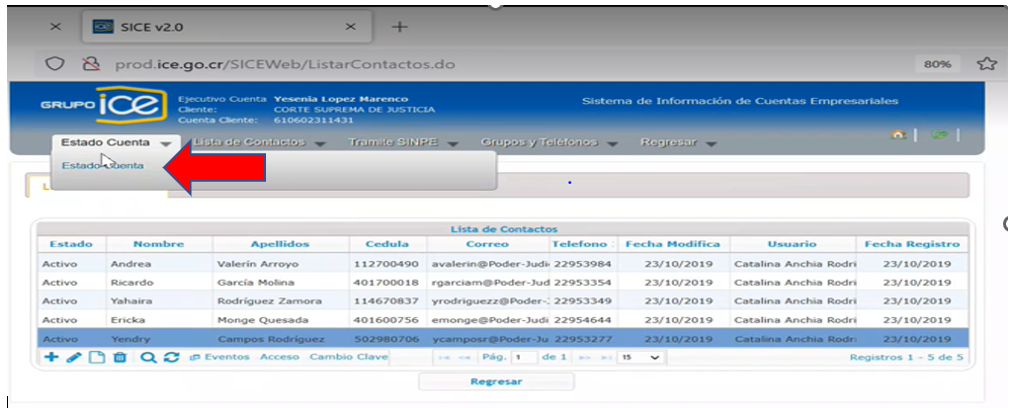 SICE v2.0
prod.ice.go.cr/SICEWeb/ListarContactos.do
80%
GRUPO ice
Ejecutivo Cuenta Yesenia Lopez Marenco
Cliente: CORTE SUPREMA DE JUSTICIA
Cuenta Cliente: 610602311431
Sistema de Información de Cuentas Empresariales
Estado Cuenta Lista de Contactos Tramite SINPE Grupos y Teléfonos Regresar
Estado Cuenta
L
Lista de Contactos
Estado Nombre Apellidos Cedula Correo Telefono Fecha Modifica Usuario Fecha Registro
Activo Andrea Valerín Arroyo 112700490 avalerin@Poder-Judi 22953984 23/10/2019 Catalina Anchia Rodri 23/10/2019
Activo Ricardo García Molina 401700018 rgarciam@Poder-Jud 22953354 23/10/2019 Catalina Anchia Rodri 23/10/2019
Activo Yahaira Rodríguez Zamora 114670837 yrodriguezz@Poder-J 22953349 23/10/2019 Catalina Anchia Rodri 23/10/2019
Activo Ericka Monge Quesada 401600756 emonge@Poder-Judi 22954644 23/10/2019 Catalina Anchia Rodri 23/10/2019
Activo Yendry Campos Rodríguez 502980706 ycamposr@Poder-Ju 22953277 23/10/2019 Catalina Anchia Rodri 23/10/2019
Eventos Acceso Cambio Clave Pág. 1 de 1 15 Registros 1 - 5 de 5
Regresar